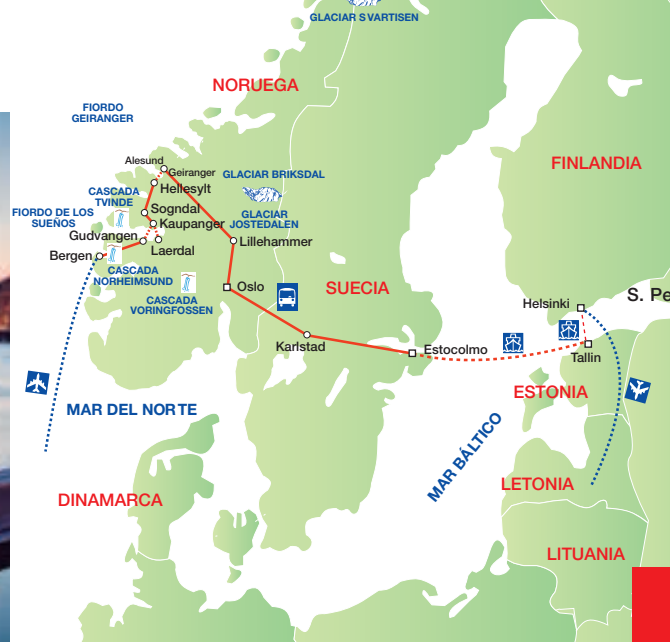 GLACIAR SVARTISEN
NORUEGA
FIORDO
GEIRANGER
FINLANDIA
Alesund
Geiranger
GLACIAR BRIKSDAL
Hellesylt
CASCADA
TVINDE
FIORDO DE LOS
SUEÑOS
Sogndal
GLACIAR
JOSTEDALEN
Kaupanger
Gudvangen
Lillehammer
Laerdal
Bergen
CASCADA
NORHEIMSUND
Oslo
SUECIA
CASCADA
VORINGFOSSEN
Helsinki
S. Pe
Karlstad
Estocolmo
Tallin
ESTONIA
MAR DEL NORTE
MAR BÁLTICO
LETONIA
DINAMARCA
LITUANIA